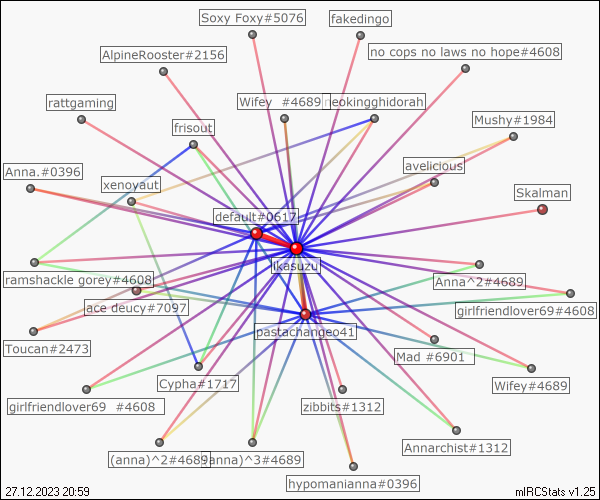 Soxy Foxy#5076
fakedingo
no cops no laws no hope#4608
AlpineRooster#2156
rattgaming
Wifey #4689
neokingghidorah
Mushy#1984
frisout
avelicious
Anna.#0396
xenoyaut
Skalman
default#0617
ikasuzu
ramshackle gorey#4608
Anna^2#4689
ace deucy#7097
girlfriendlover69#4608
pastachangeo41
Toucan#2473
Mad #6901
Cypha#1717
Wifey#4689
girlfriendlover69 #4608
zibbits#1312
Annarchist#1312
(anna)^2#4689
(anna)^3#4689
hypomanianna#0396
27.12.2023 20:59
mIRCStats v1.25